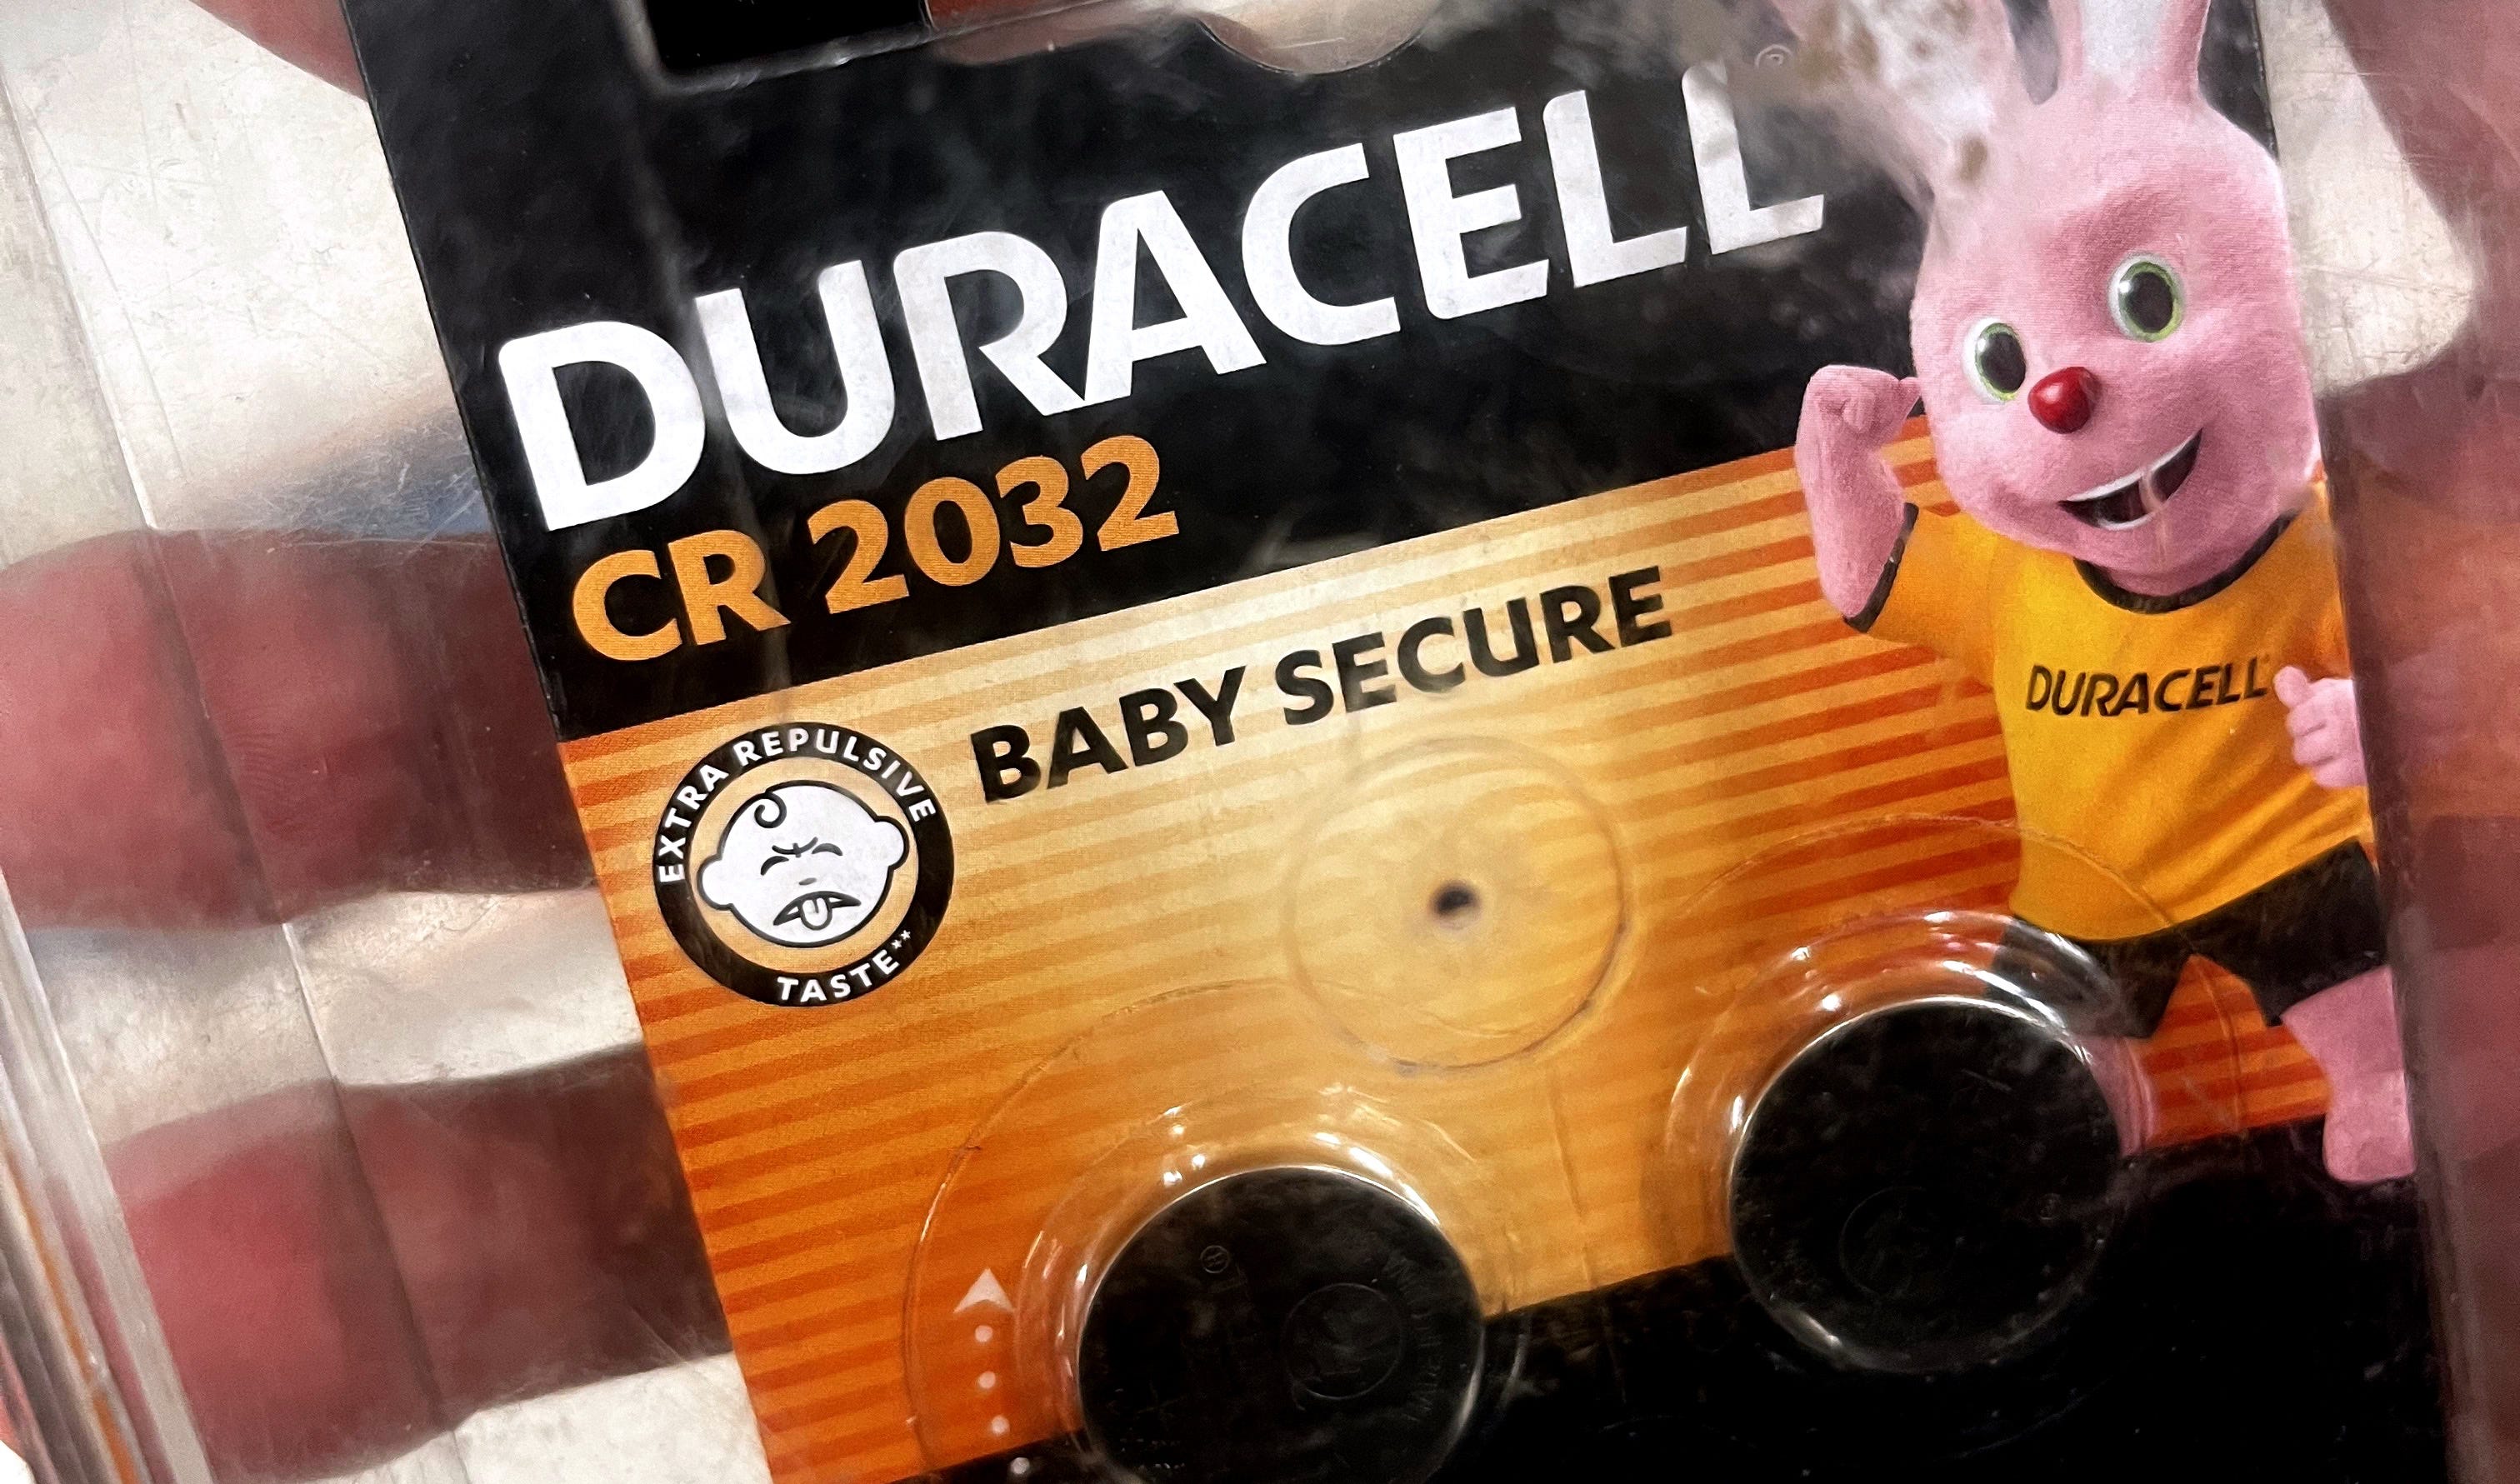 DURACELL
CR 2032
BABY SECURE
EXTRA REPULSIVE
TASTE**
DURACELL